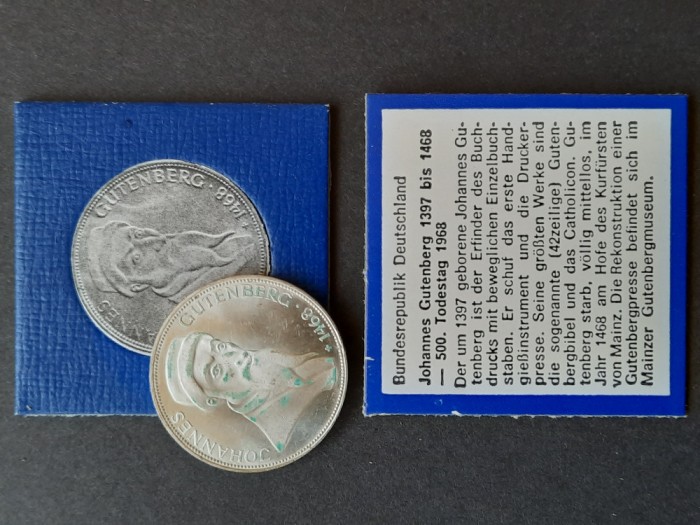 JOHANNES GUTENBERG · 1468
JOHANNES GUTENBERG · +1468
Bundesrepublik Deutschland
Johannes Gutenberg 1397 bis 1468
— 500. Todestag 1968
Der um 1397 geborene Johannes Gu-
tenberg ist der Erfinder des Buch-
drucks mit beweglichen Einzelbuch-
staben. Er schuf das erste Hand-
gießinstrument und die Drucker-
presse. Seine größten Werke sind
die sogenannte (42zeilige) Guten-
bergbibel und das Catholicon. Gu-
tenberg starb, völlig mittellos, im
Jahr 1468 am Hofe des Kurfürsten
von Mainz. Die Rekonstruktion einer
Gutenbergpresse befindet sich im
Mainzer Gutenbergmuseum.